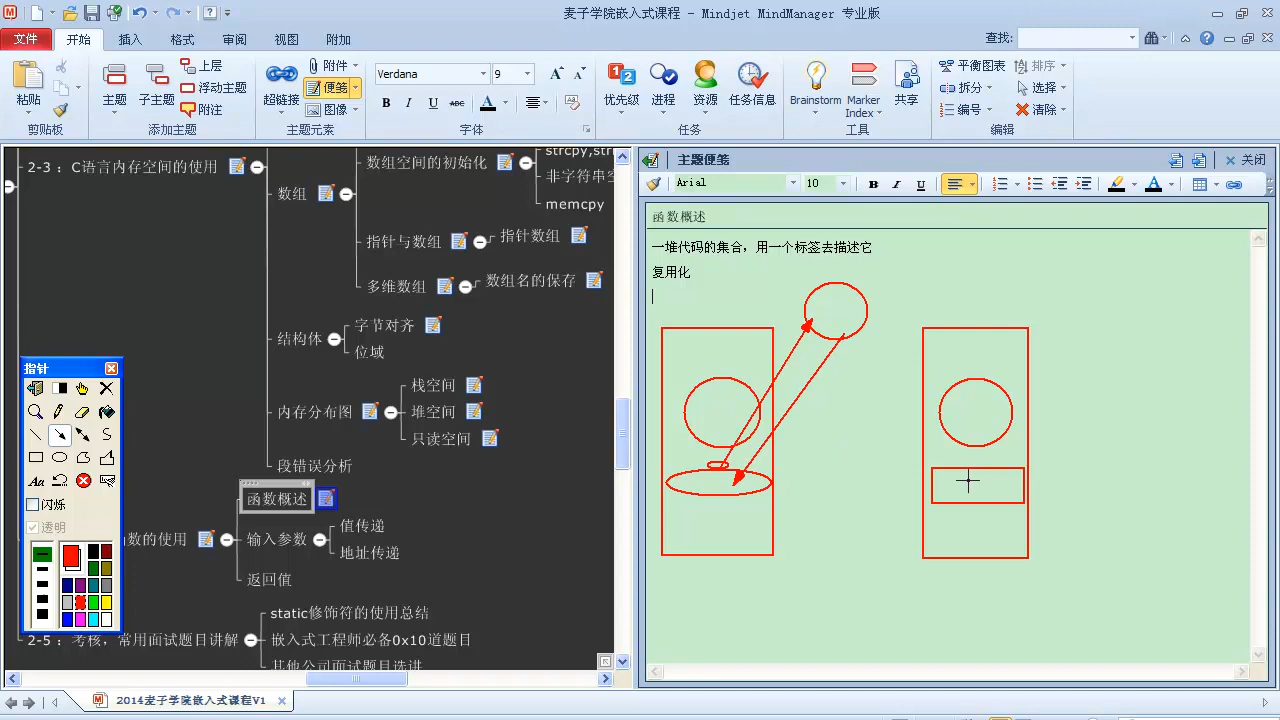 麦子学院嵌入式课程 - Mindjet MindManager 专业版
文件
开始
插入
格式
审阅
视图
附加
查找:
粘贴
剪贴板
主题
子主题
上层
浮动主题
附注
添加主题
超链接
附件
便笺
图像
主题元素
Verdana
9
B I U ABC A
字体
优先级
进程
资源
任务信息
任务
Brainstorm
Marker Index
共享
工具
平衡图表
拆分
编号
排序
选择
清除
编辑
2-3 ：C语言内存空间的使用
数组
数组空间的初始化
非字符串空
memcpy
指针与数组
指针数组
多维数组
数组名的保存
结构体
字节对齐
位域
内存分布图
栈空间
堆空间
只读空间
段错误分析
函数概述
数的使用
输入参数
值传递
地址传递
返回值
static修饰符的使用总结
2-5 ：考核，常用面试题目讲解
嵌入式工程师必备0x10道题目
其他公司面试题目选讲
指针
闪烁
透明
主题便笺
关闭
Arial
10
B I U
函数概述
一堆代码的集合，用一个标签去描述它
复用化
2014麦子学院嵌入式课程V1